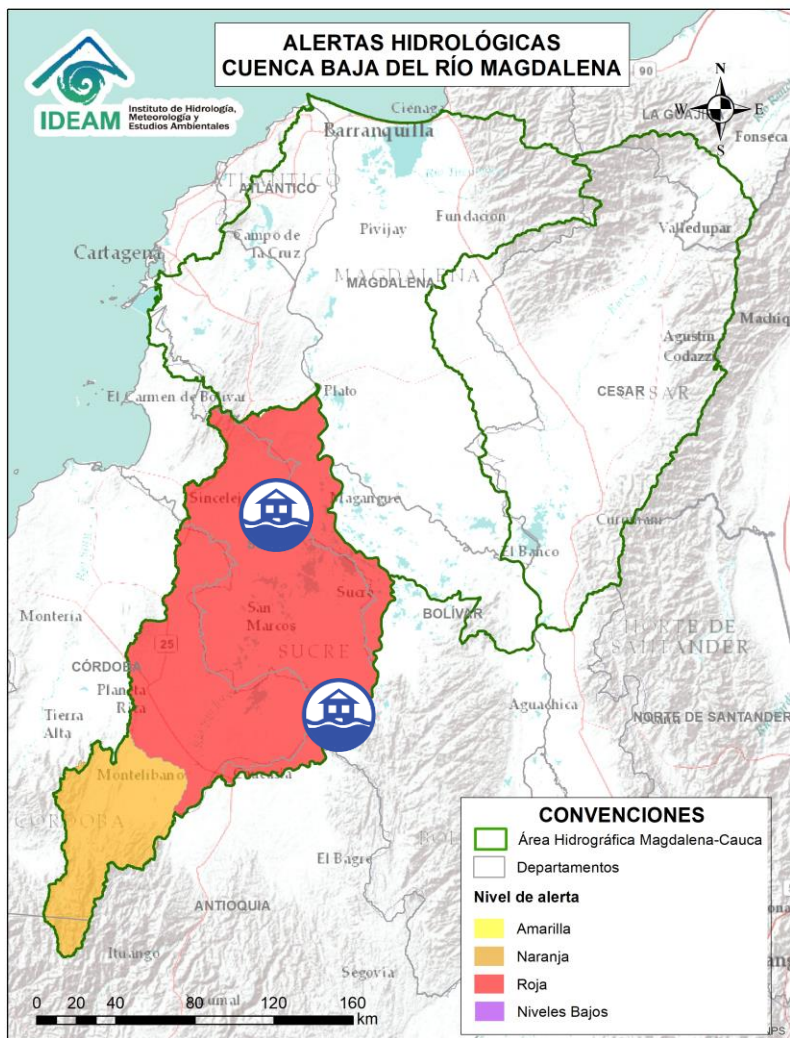 ALERTAS HIDROLÓGICAS
CUENCA BAJA DEL RÍO MAGDALENA
IDEAM
Instituto de Hidrología,
Meteorología y
Estudios Ambientales
N
W
E
S
90
Ciénaga
LA GUAJIRA
Barranquilla
Fonseca
ATLÁNTICO
ATLÁNTICO
Fundación
Campo de
la Cruz
Pivijay
Valledupar
Cartagena
MAGDALENA
MAGDALENA
Agustín
Codazzi
El Carmen de Bolívar
Plato
CESAR
CESAR
Magangué
El Banco
Sucre
BOLÍVAR
Montería
San
Marcos
25
SUCRE
NORTE DE
SANTANDER
CÓRDOBA
Planeta
Rica
Aguachica
NORTE DE SANTANDER
Tierra
Alta
Montelíbano
CÓRDOBA
El Bagre
ANTIOQUIA
Ituango
Segovia
CONVENCIONES
Área Hidrográfica Magdalena-Cauca
Departamentos
Nivel de alerta
Amarilla
Naranja
Roja
Niveles Bajos
0 20 40 80 120 160
km